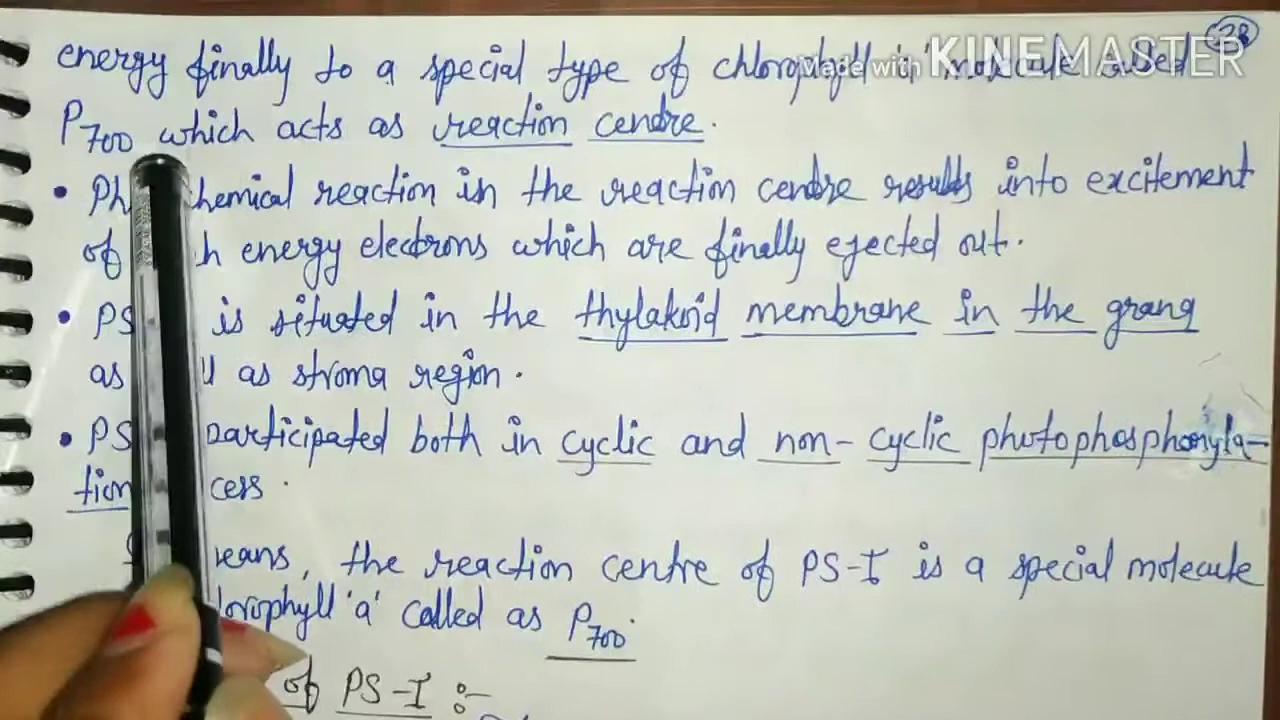 28
Made with KINEMASTER
energy finally to a special type of chlorophyll 'a' molecule called
P700 which acts as reaction centre.
• Ph hemical reaction in the reaction centre results into excitement
of h energy electrons which are finally ejected out.
• PS is situated in the thylakoid membrane in the grana
as as stroma region.
• PS participated both in cyclic and non-cyclic photophosphoryla-
tion cess.
eans, the reaction centre of PS-I is a special molecule
lorophyll 'a' called as P700.
of PS-I :-